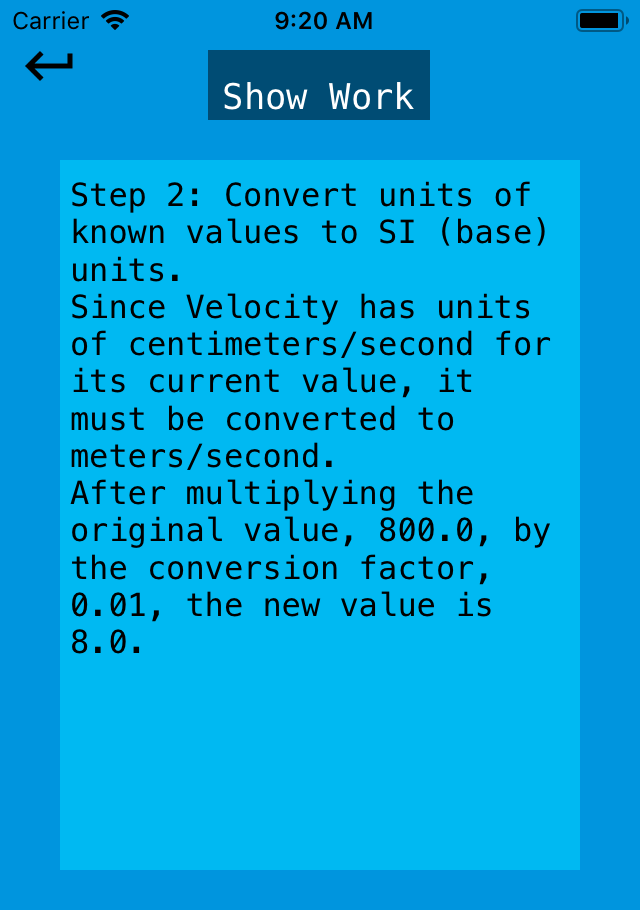 Carrier 9:20 AM
Show Work
Step 2: Convert units of
known values to SI (base)
units.
Since Velocity has units
of centimeters/second for
its current value, it
must be converted to
meters/second.
After multiplying the
original value, 800.0, by
the conversion factor,
0.01, the new value is
8.0.